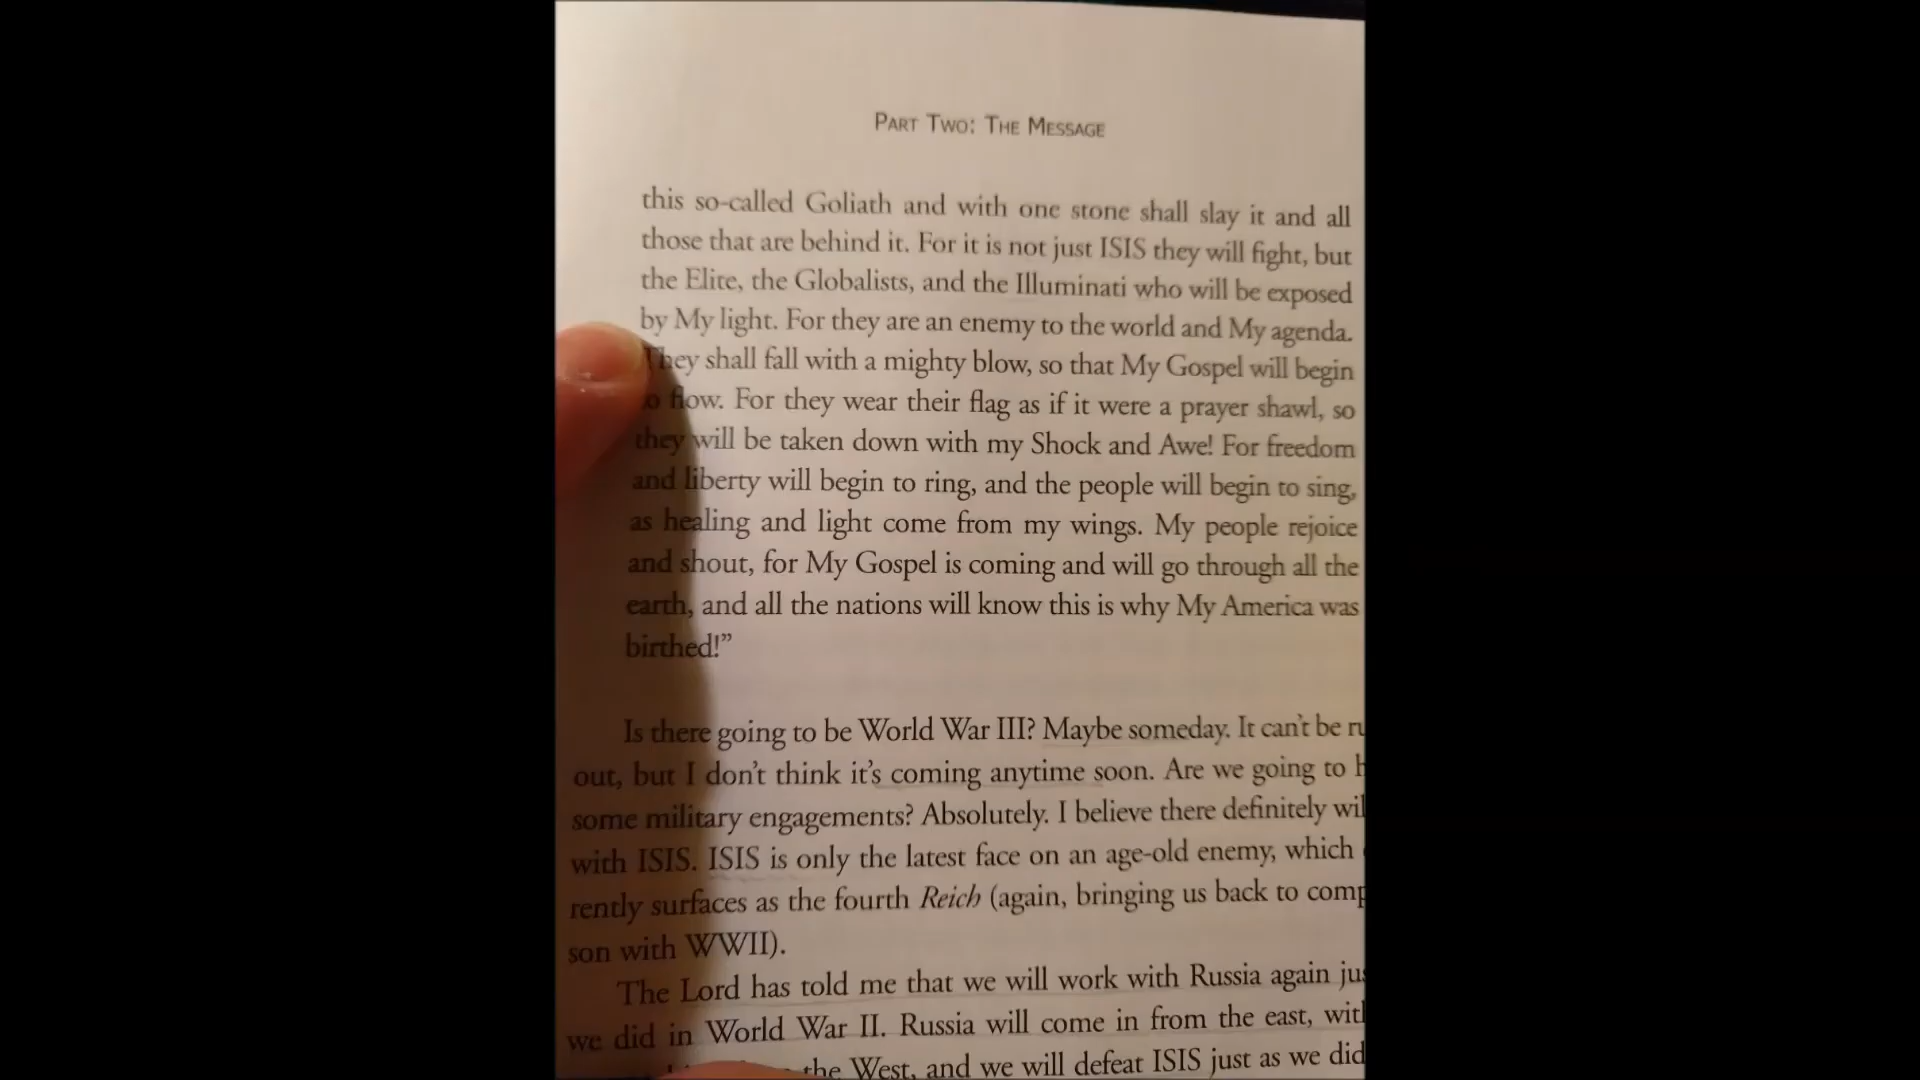 PART TWO: THE MESSAGE
this so-called Goliath and with one stone shall slay it and all
those that are behind it. For it is not just ISIS they will fight, but
the Elite, the Globalists, and the Illuminati who will be exposed
by My light. For they are an enemy to the world and My agenda.
They shall fall with a mighty blow, so that My Gospel will begin
to flow. For they wear their flag as if it were a prayer shawl, so
they will be taken down with my Shock and Awe! For freedom
and liberty will begin to ring, and the people will begin to sing,
as healing and light come from my wings. My people rejoice
and shout, for My Gospel is coming and will go through all the
earth, and all the nations will know this is why My America was
birthed!”
Is there going to be World War III? Maybe someday. It can't be
out, but I don't think it's coming anytime soon. Are we going to
some military engagements? Absolutely. I believe there definitely
with ISIS. ISIS is only the latest face on an age-old enemy, which
rently surfaces as the fourth Reich (again, bringing us back to
son with WWII).
The Lord has told me that we will work with Russia again
we did in World War II. Russia will come in from the east,
the West, and we will defeat ISIS just as we did